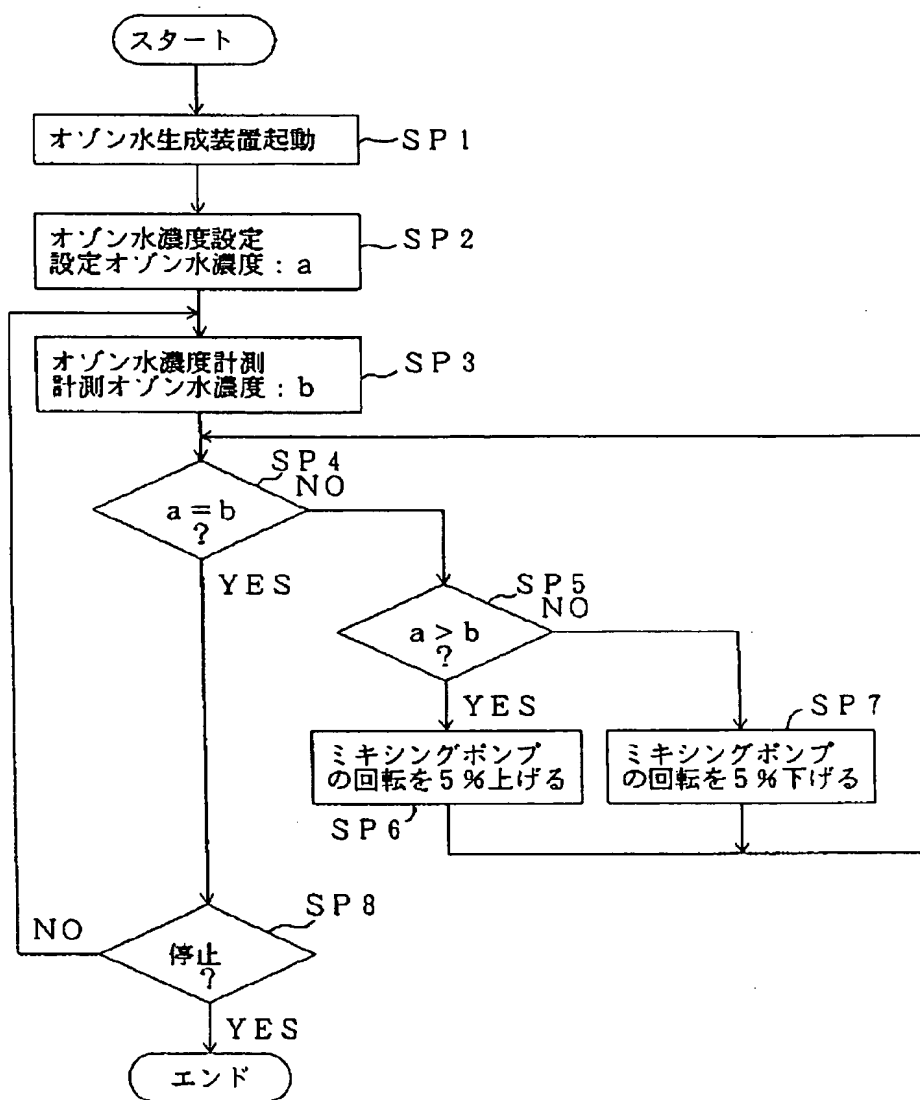 スタート
オゾン水生成装置起動
SP1
オゾン水濃度設定
設定オゾン水濃度:a
SP2
オゾン水濃度計測
計測オゾン水濃度:b
SP3
SP4
NO
a=b
?
YES
SP5
NO
a>b
?
YES
SP7
ミキシングポンプ
の回転を5%上げる
SP6
ミキシングポンプ
の回転を5%下げる
SP8
NO
停止
?
YES
エンド